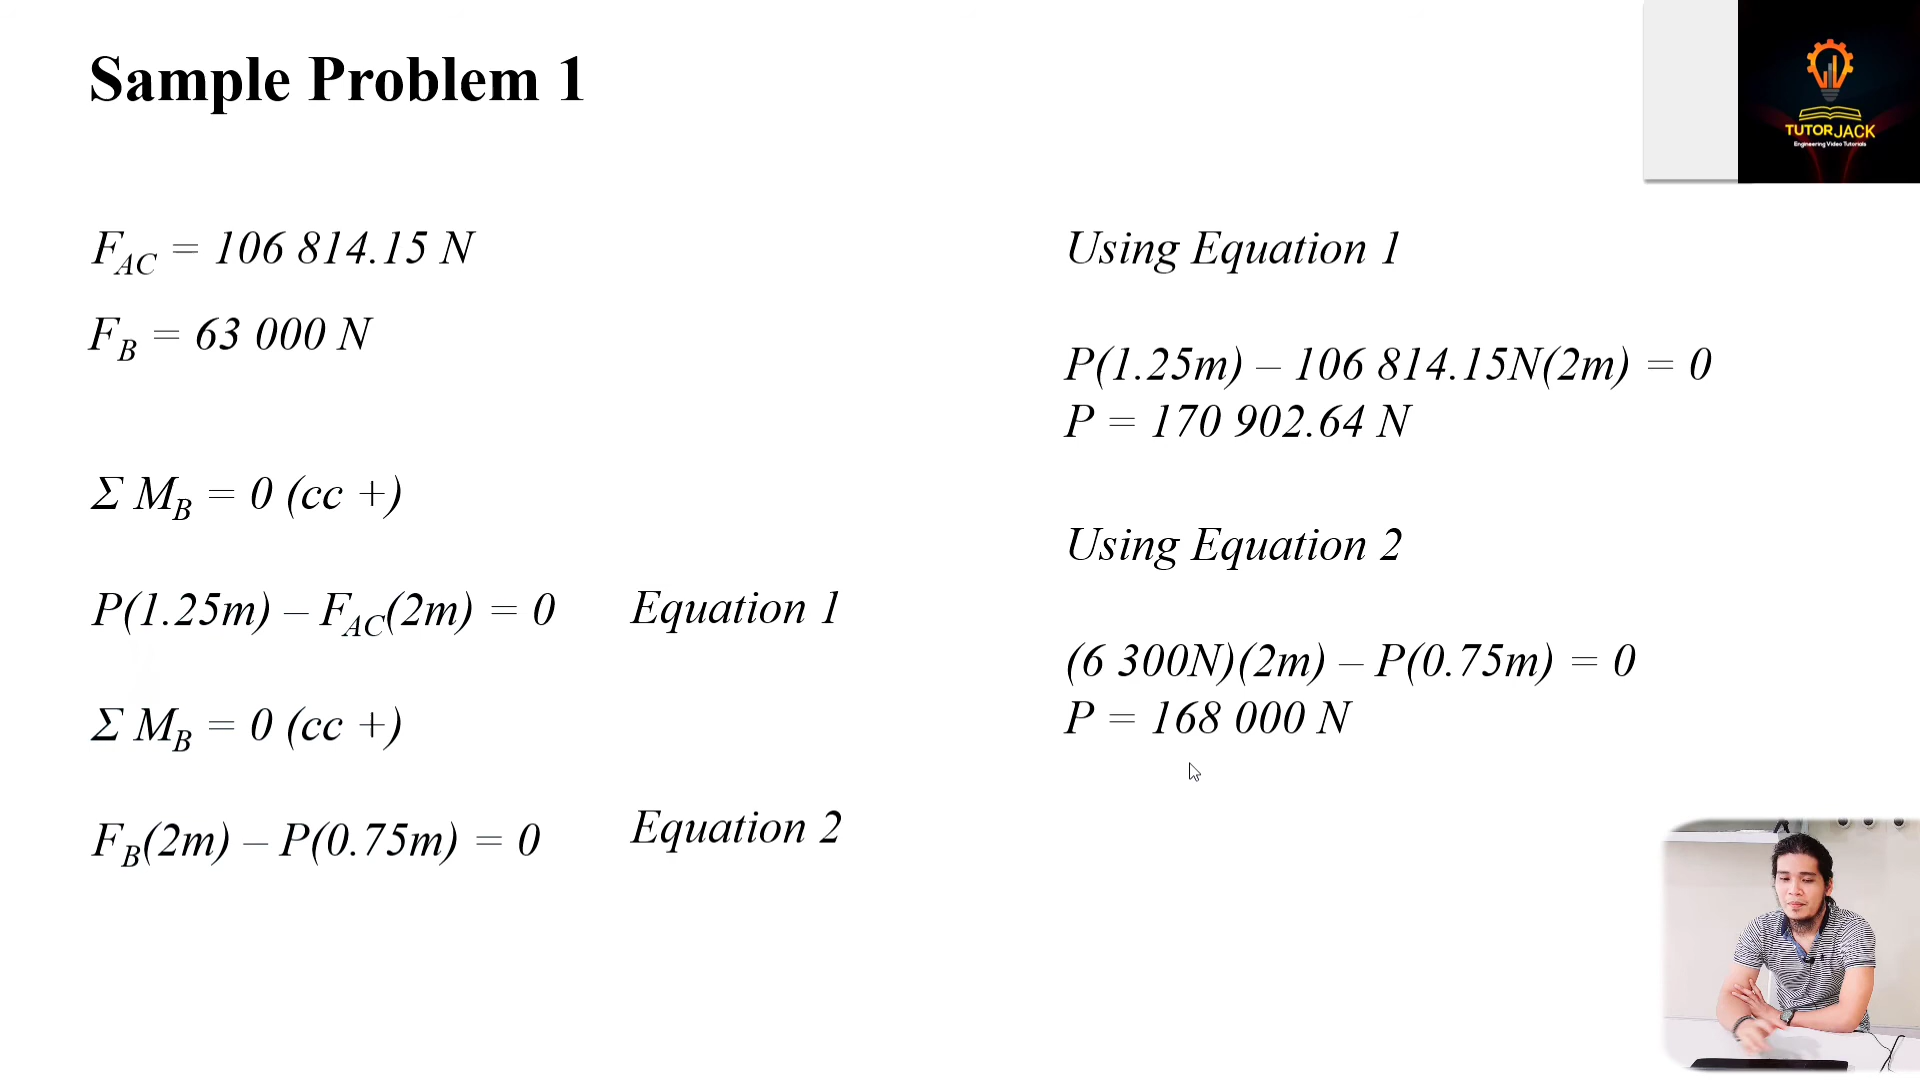 Sample Problem 1
TUTORJACK
Engineering Video Tutorials
F_AC = 106 814.15 N
F_B = 63 000 N
Σ M_B = 0 (cc +)
P(1.25m) – F_AC(2m) = 0 Equation 1
Σ M_B = 0 (cc +)
F_B(2m) – P(0.75m) = 0 Equation 2
Using Equation 1
P(1.25m) – 106 814.15N(2m) = 0
P = 170 902.64 N
Using Equation 2
(6 300N)(2m) – P(0.75m) = 0
P = 168 000 N